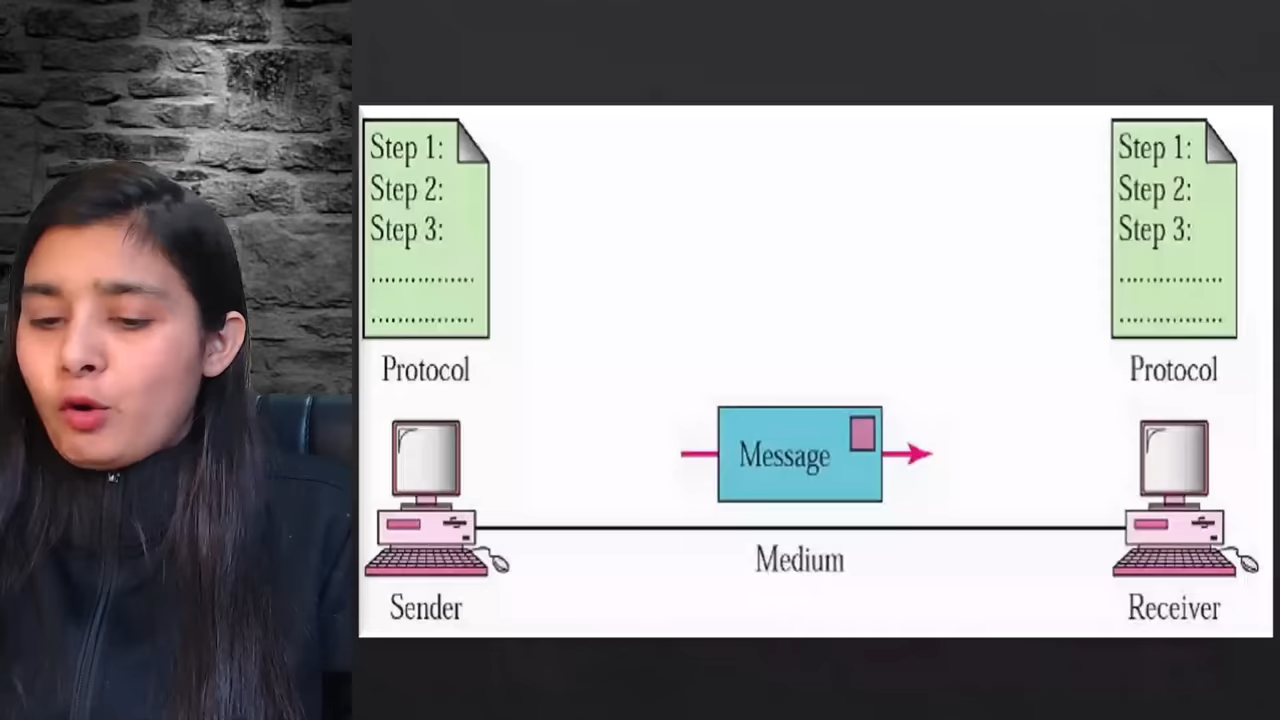 Step 1:
Step 2:
Step 3:
....................
....................
Protocol
Step 1:
Step 2:
Step 3:
....................
....................
Protocol
Message
Medium
Sender
Receiver